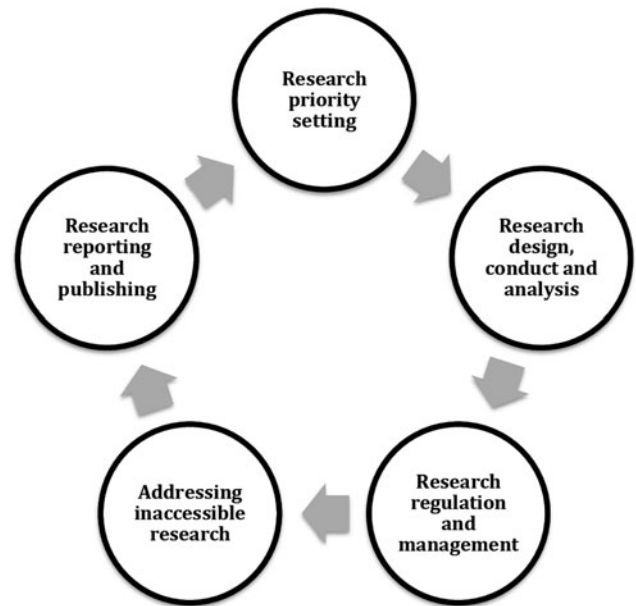 Research
priority
setting
Research
design,
conduct and
analysis
Research
regulation
and
management
Addressing
inaccessible
research
Research
reporting
and
publishing